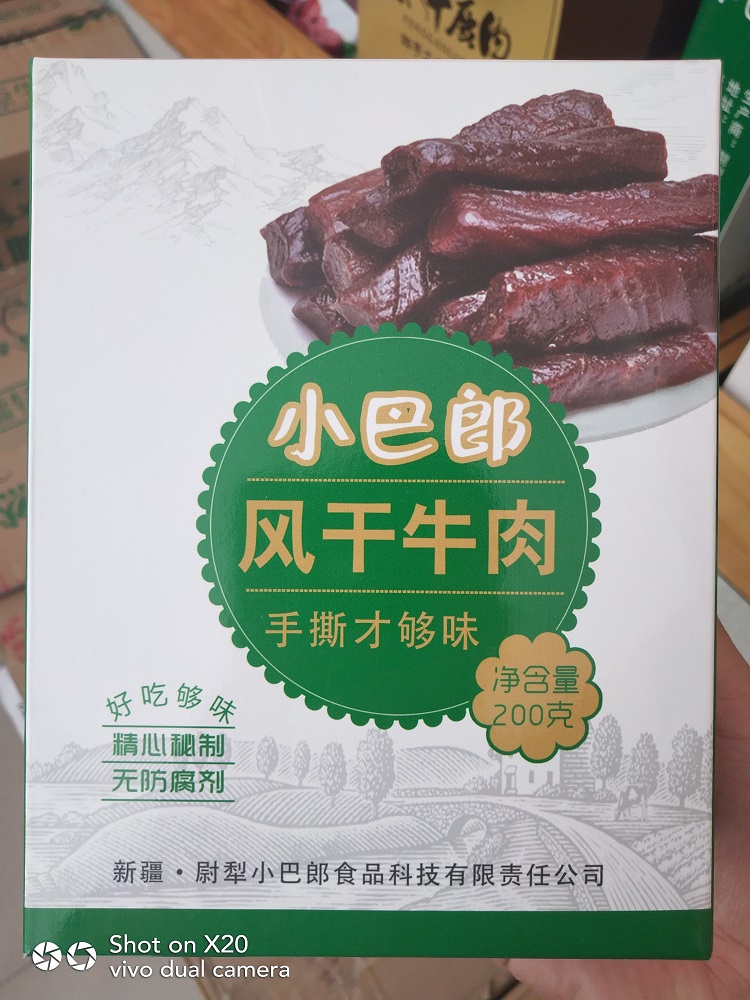 小巴郎
风干牛肉
手撕才够味
净含量
200克
好吃够味
精心秘制
无防腐剂
新疆·尉犁小巴郎食品科技有限责任公司
Shot on X20
vivo dual camera